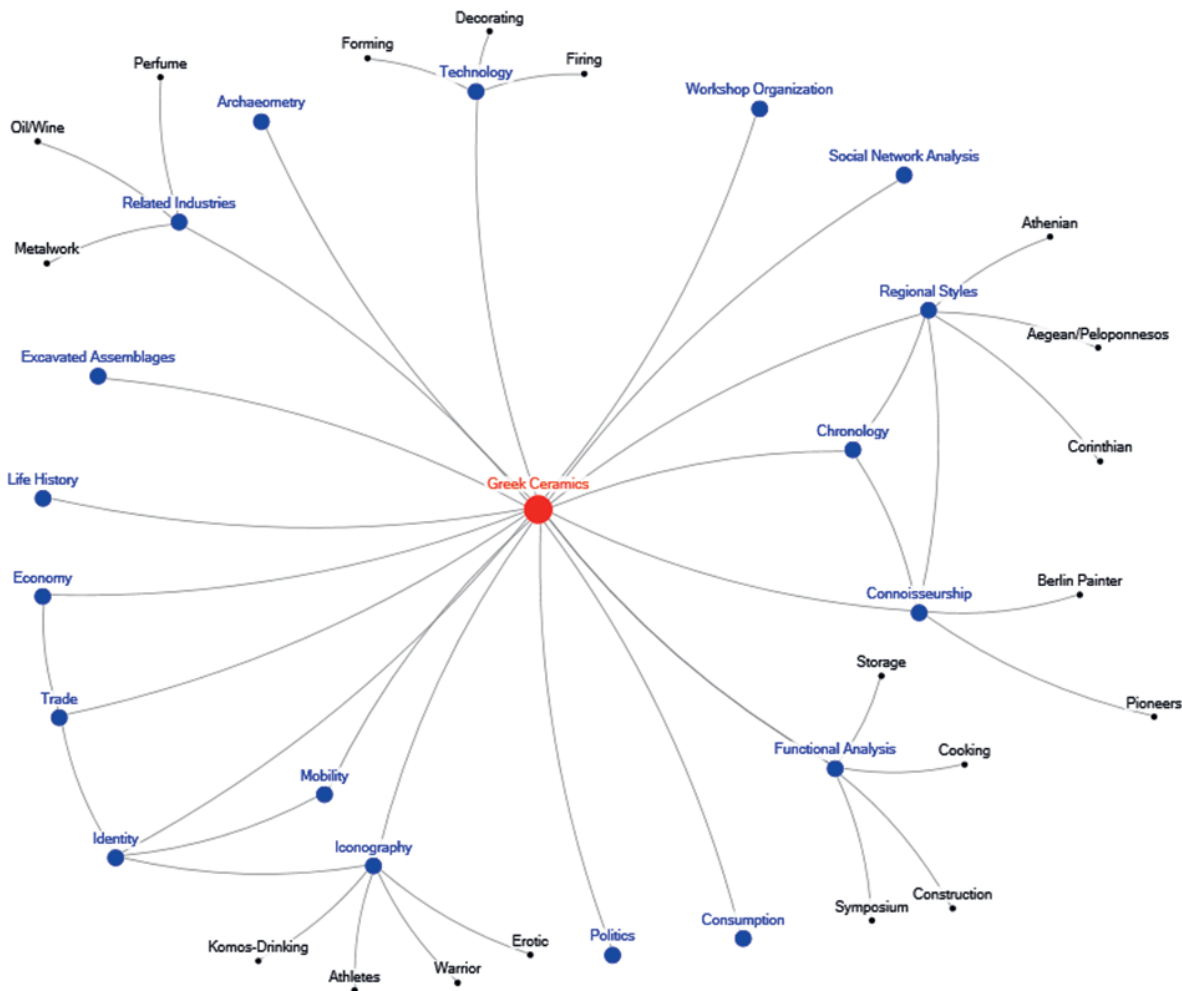 Decorating
Forming
Firing
Perfume
Technology
Archaeometry
Workshop Organization
Oil/Wine
Social Network Analysis
Related Industries
Athenian
Metalwork
Regional Styles
Aegean/Peloponnesos
Excavated Assemblages
Chronology
Corinthian
Life History
Greek Ceramics
Economy
Berlin Painter
Connoisseurship
Storage
Trade
Pioneers
Functional Analysis
Cooking
Mobility
Identity
Iconography
Construction
Symposium
Consumption
Politics
Erotic
Komos-Drinking
Warrior
Athletes